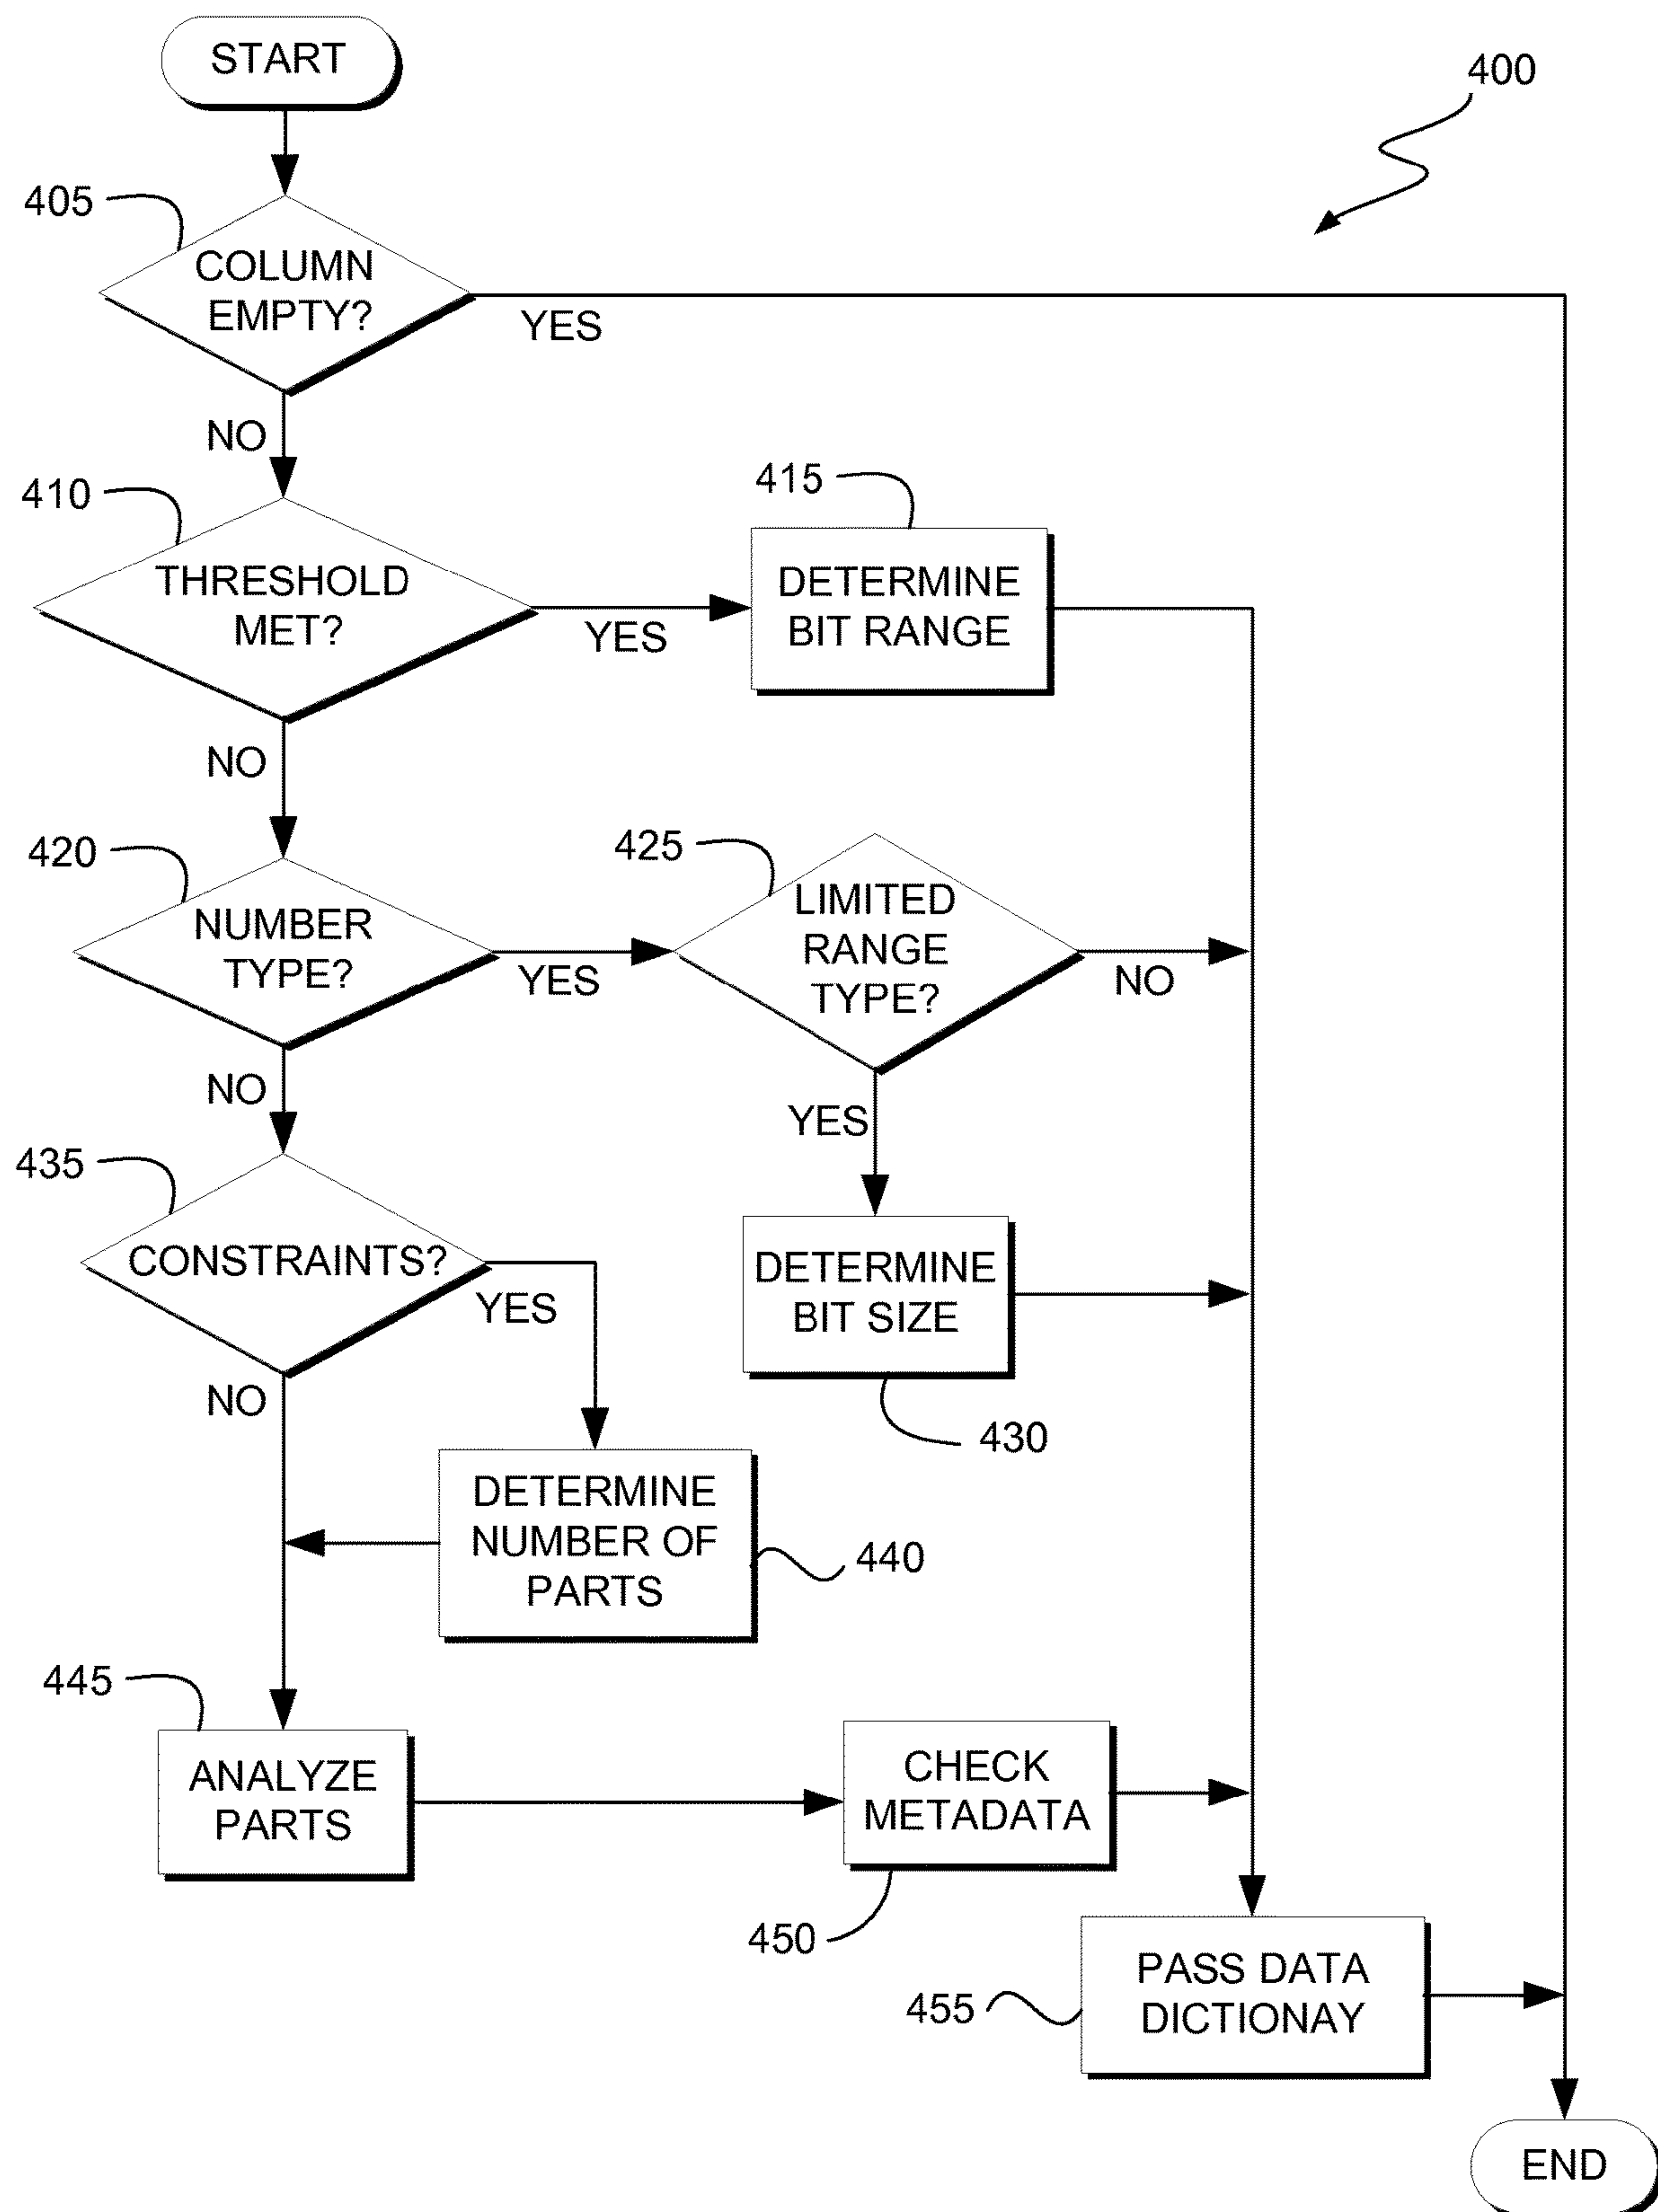 START
400
405
COLUMN
EMPTY?
YES
NO
410
THRESHOLD
MET?
YES
415
DETERMINE
BIT RANGE
NO
420
NUMBER
TYPE?
YES
425
LIMITED
RANGE
TYPE?
NO
NO
YES
435
CONSTRAINTS?
YES
DETERMINE
BIT SIZE
430
NO
DETERMINE
NUMBER OF
PARTS
440
445
ANALYZE
PARTS
CHECK
METADATA
450
PASS DATA
DICTIONAY
455
END